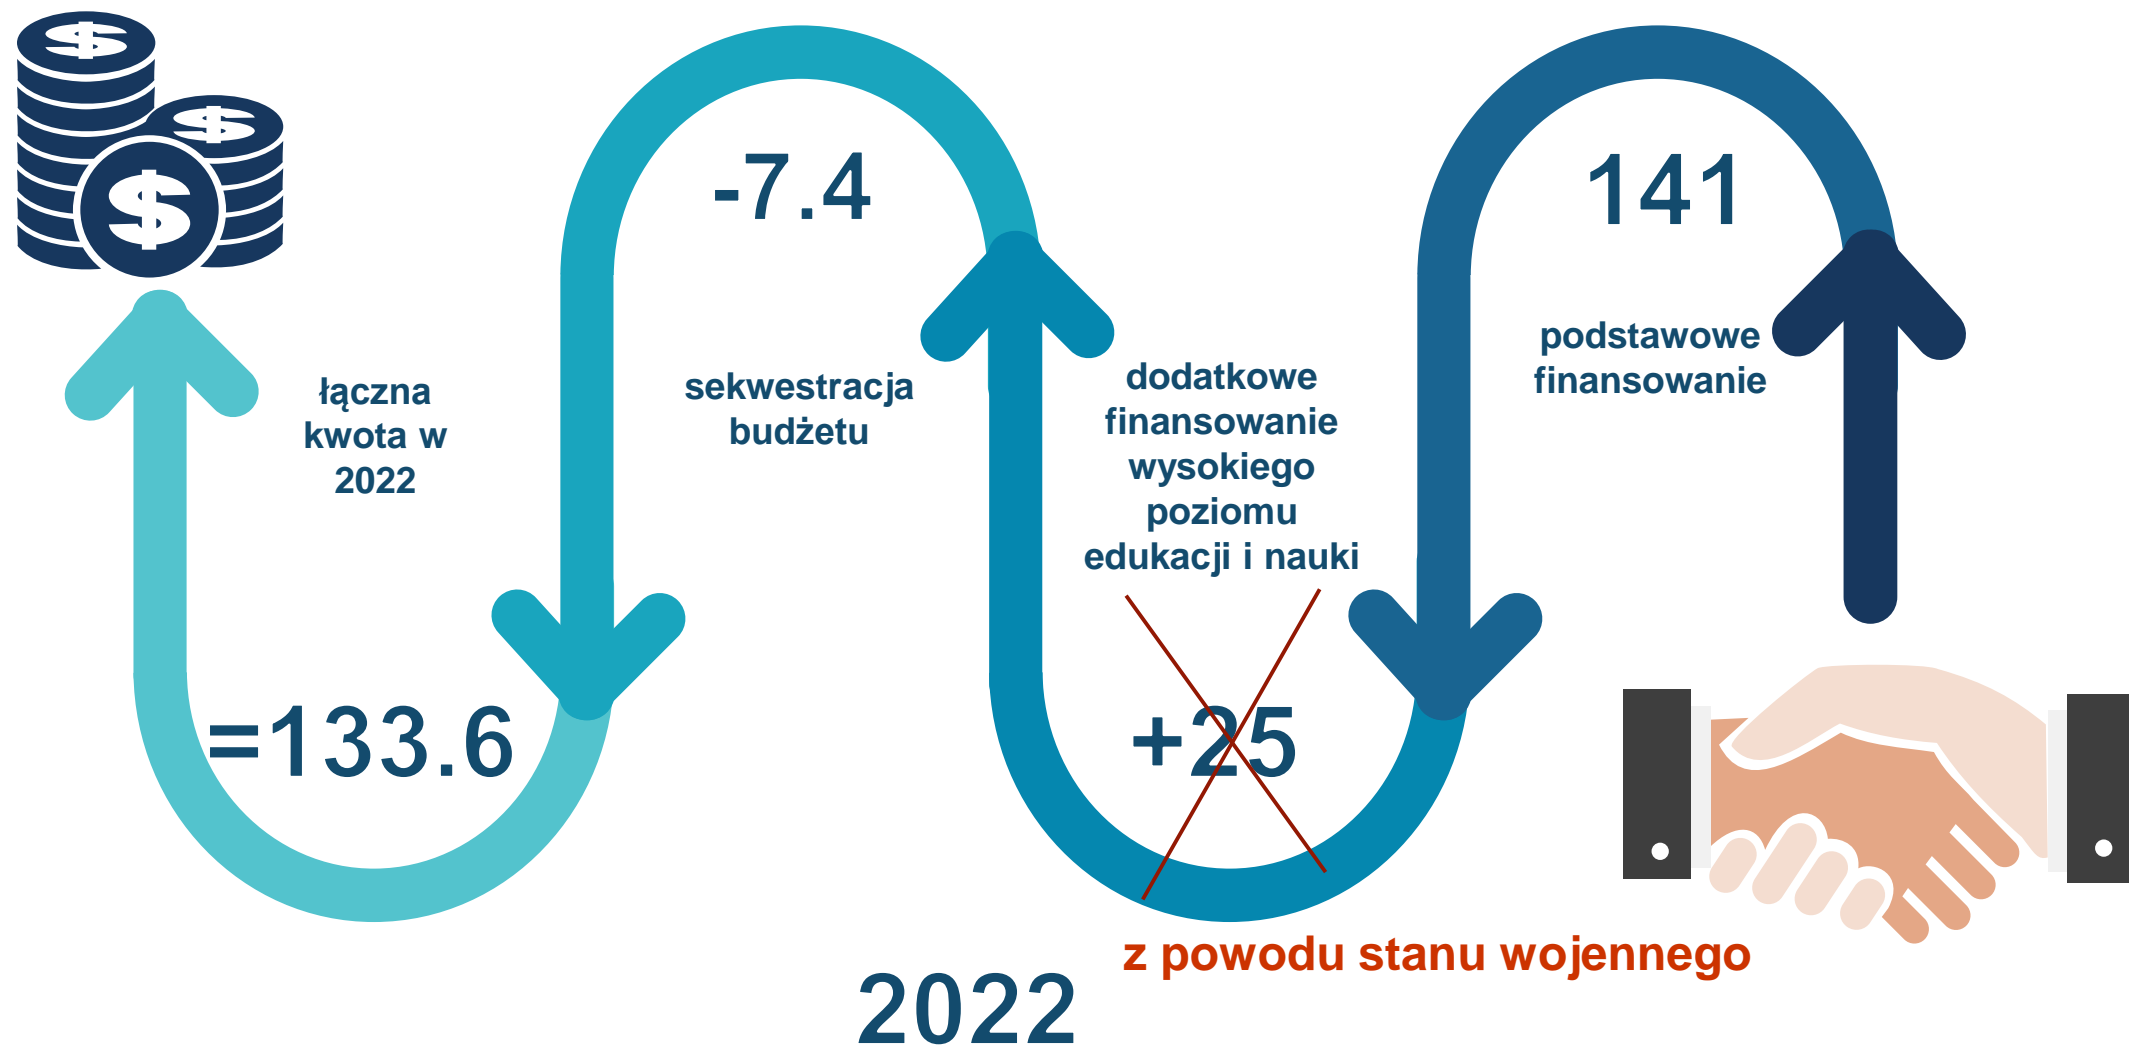 -7.4
141
łączna
kwota w
2022
sekwestracja
budżetu
dodatkowe
finansowanie
wysokiego
poziomu
edukacji i nauki
podstawowe
finansowanie
=133.6
+25
z powodu stanu wojennego
2022